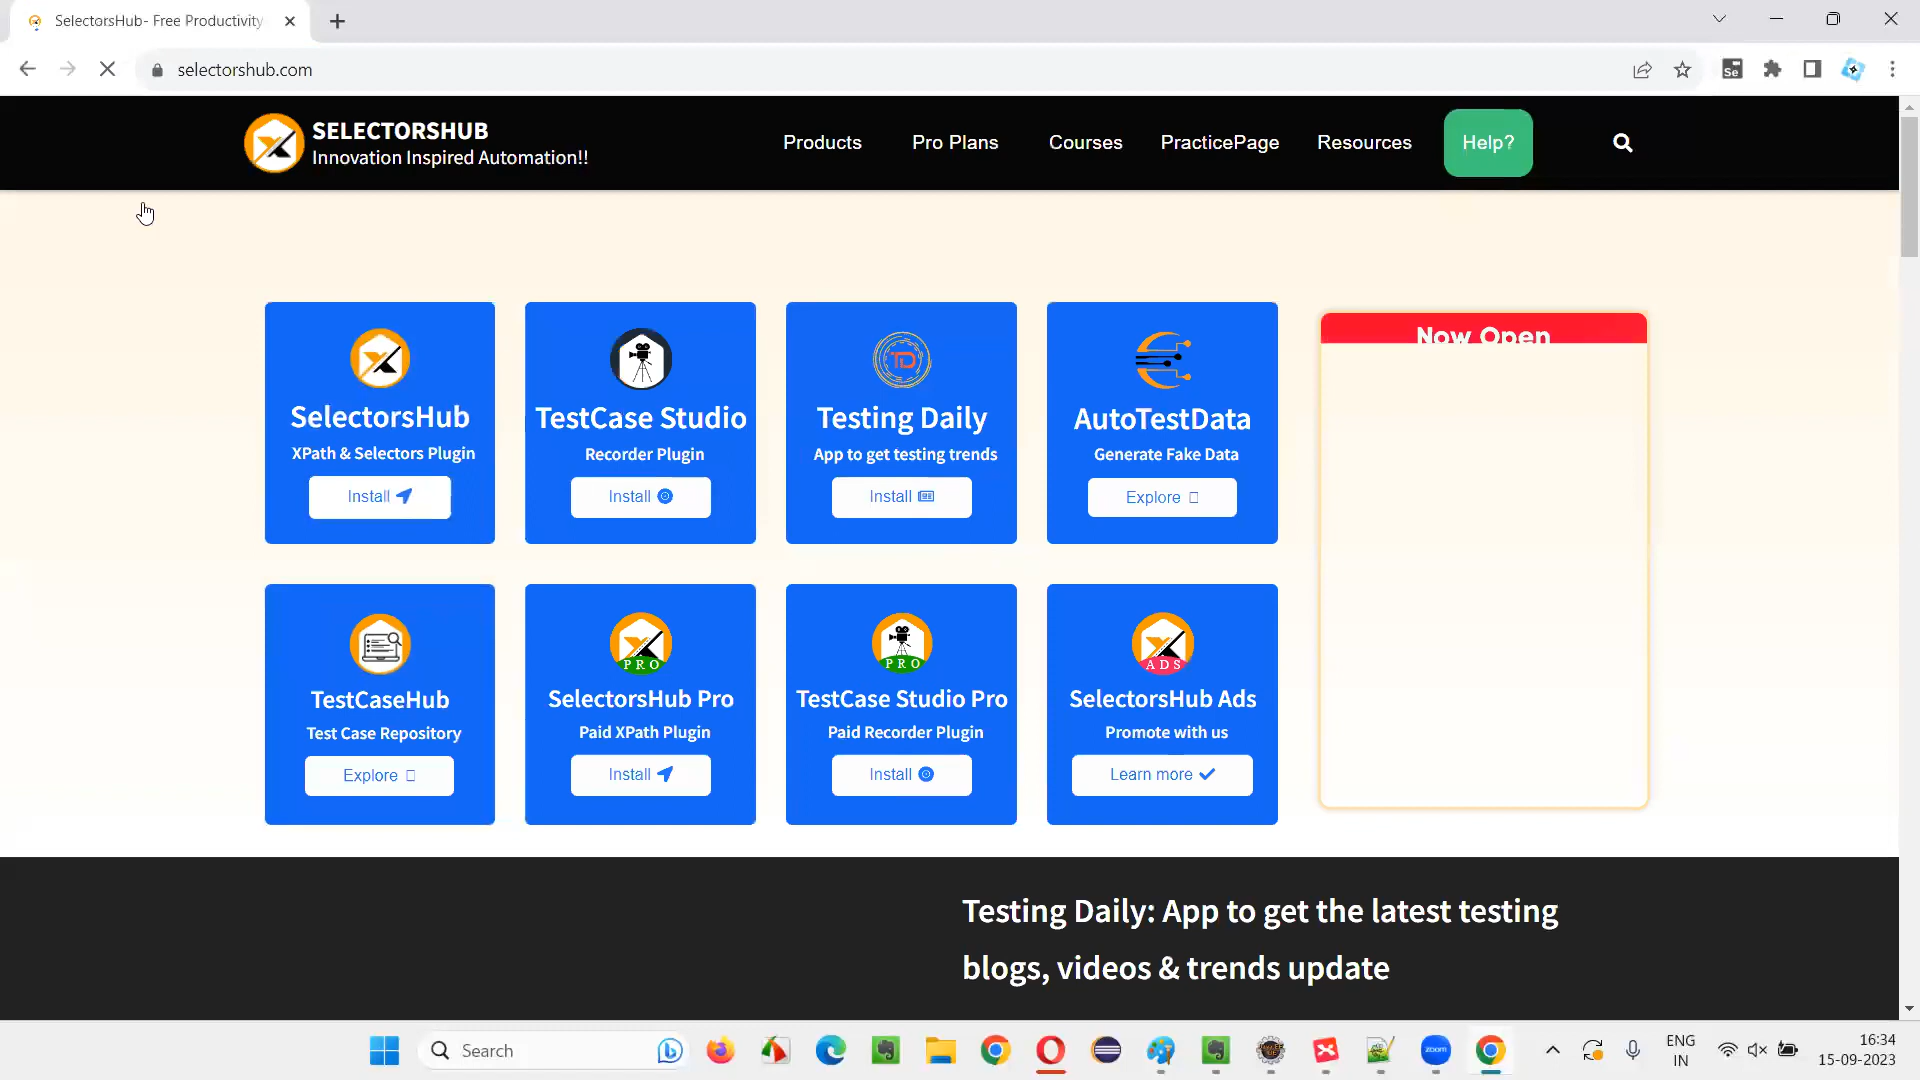 SelectorsHub- Free Productivity
selectorshub.com
SELECTORSHUB
Innovation Inspired Automation!!
Products
Pro Plans
Courses
PracticePage
Resources
Help?
SelectorsHub
XPath & Selectors Plugin
Install
TestCase Studio
Recorder Plugin
Install
TD
Testing Daily
App to get testing trends
Install
AutoTestData
Generate Fake Data
Explore
Now Open
TestCaseHub
Test Case Repository
Explore
PRO
SelectorsHub Pro
Paid XPath Plugin
Install
PRO
TestCase Studio Pro
Paid Recorder Plugin
Install
ADS
SelectorsHub Ads
Promote with us
Learn more
Testing Daily: App to get the latest testing
blogs, videos & trends update
Search
zoom
ENG
IN
16:34
15-09-2023